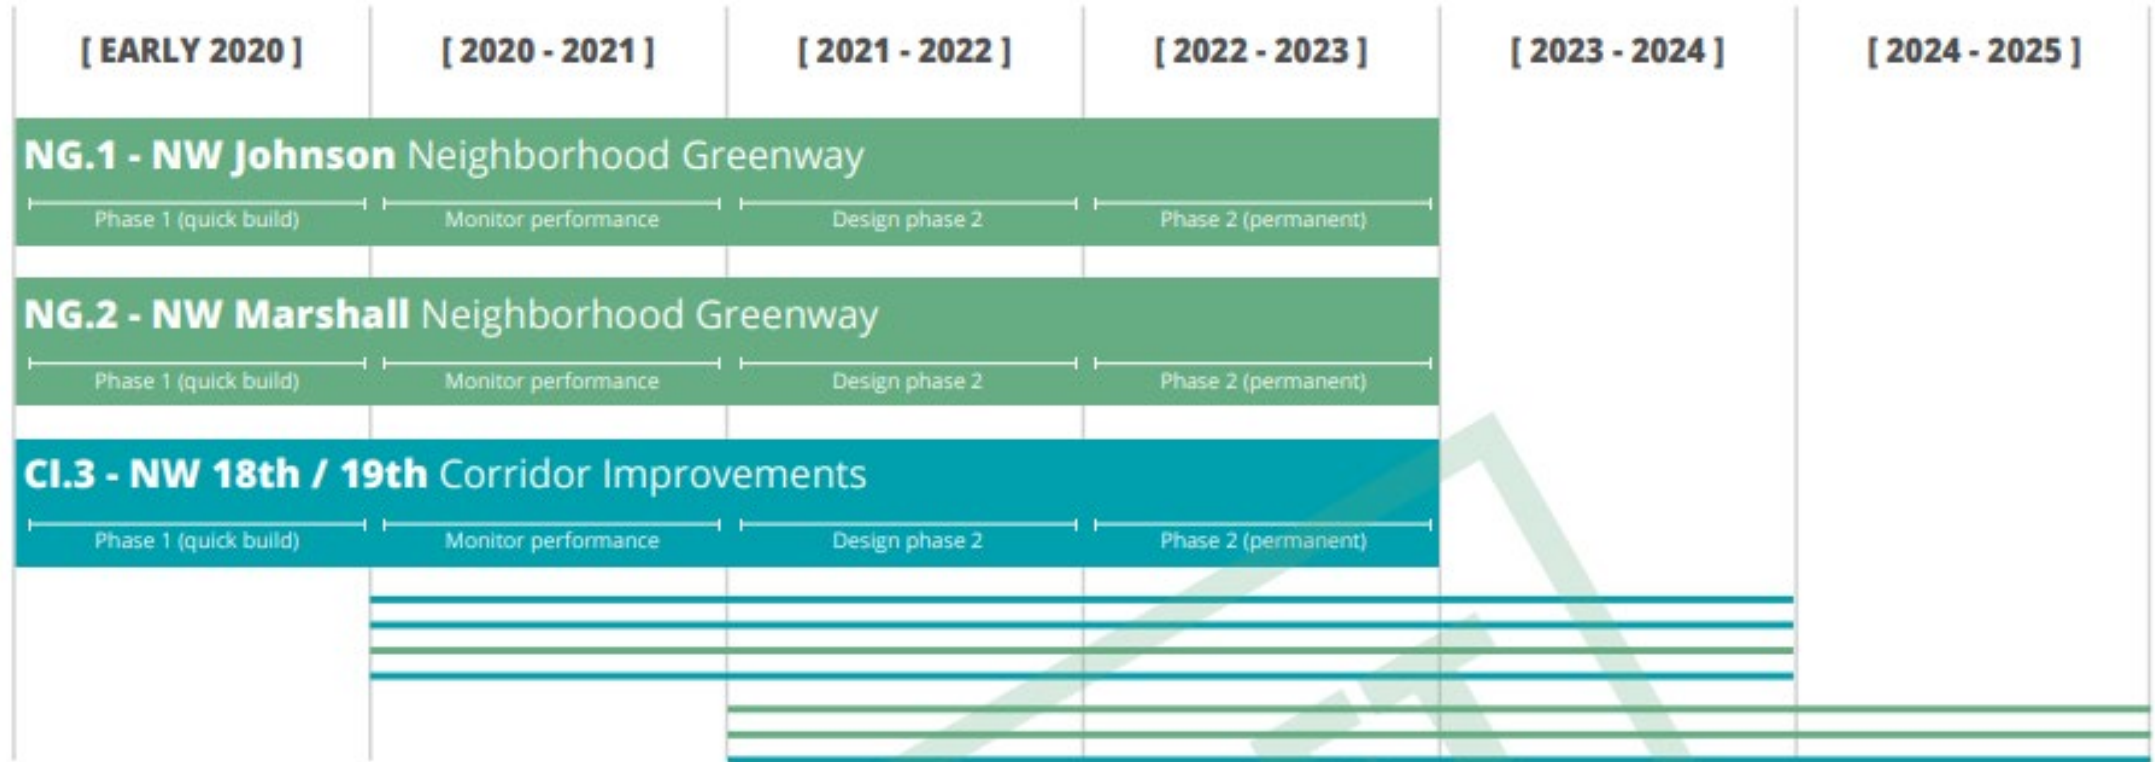 [ EARLY 2020 ] [ 2020 - 2021 ] [ 2021 - 2022 ] [ 2022 - 2023 ] [ 2023 - 2024 ] [ 2024 - 2025 ]
NG.1 - NW Johnson Neighborhood Greenway
Phase 1 (quick build) Monitor performance Design phase 2 Phase 2 (permanent)
NG.2 - NW Marshall Neighborhood Greenway
Phase 1 (quick build) Monitor performance Design phase 2 Phase 2 (permanent)
CI.3 - NW 18th / 19th Corridor Improvements
Phase 1 (quick build) Monitor performance Design phase 2 Phase 2 (permanent)